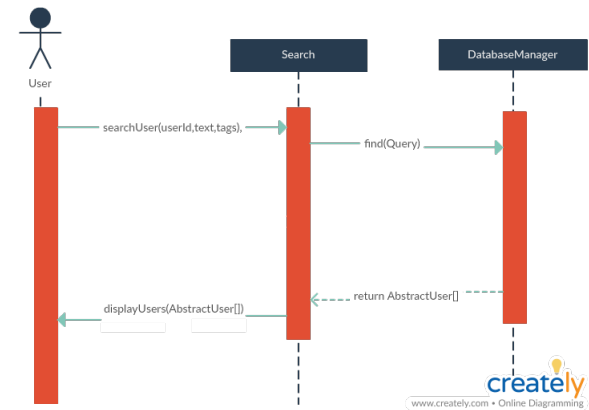 User
Search
DatabaseManager
searchUser(userId,text,tags),
find(Query)
return AbstractUser[]
displayUsers(AbstractUser[])
creately
www.creately.com • Online Diagramming